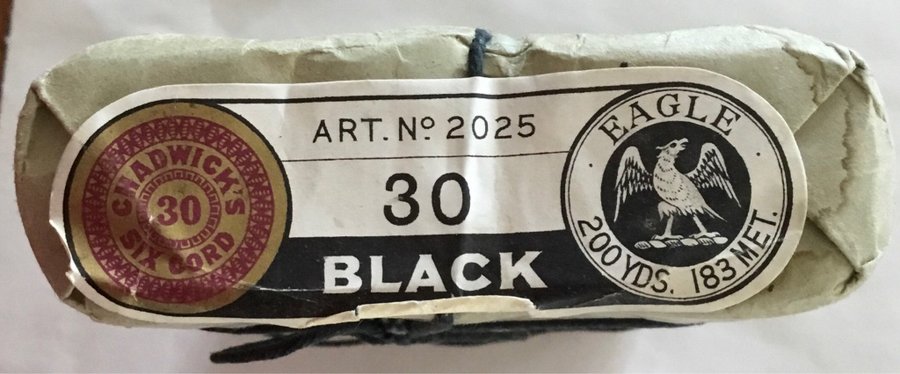 CHADWICK'S
30
SIX CORD
ART. Nº 2025
30
BLACK
EAGLE
200 YDS. 183 MET.